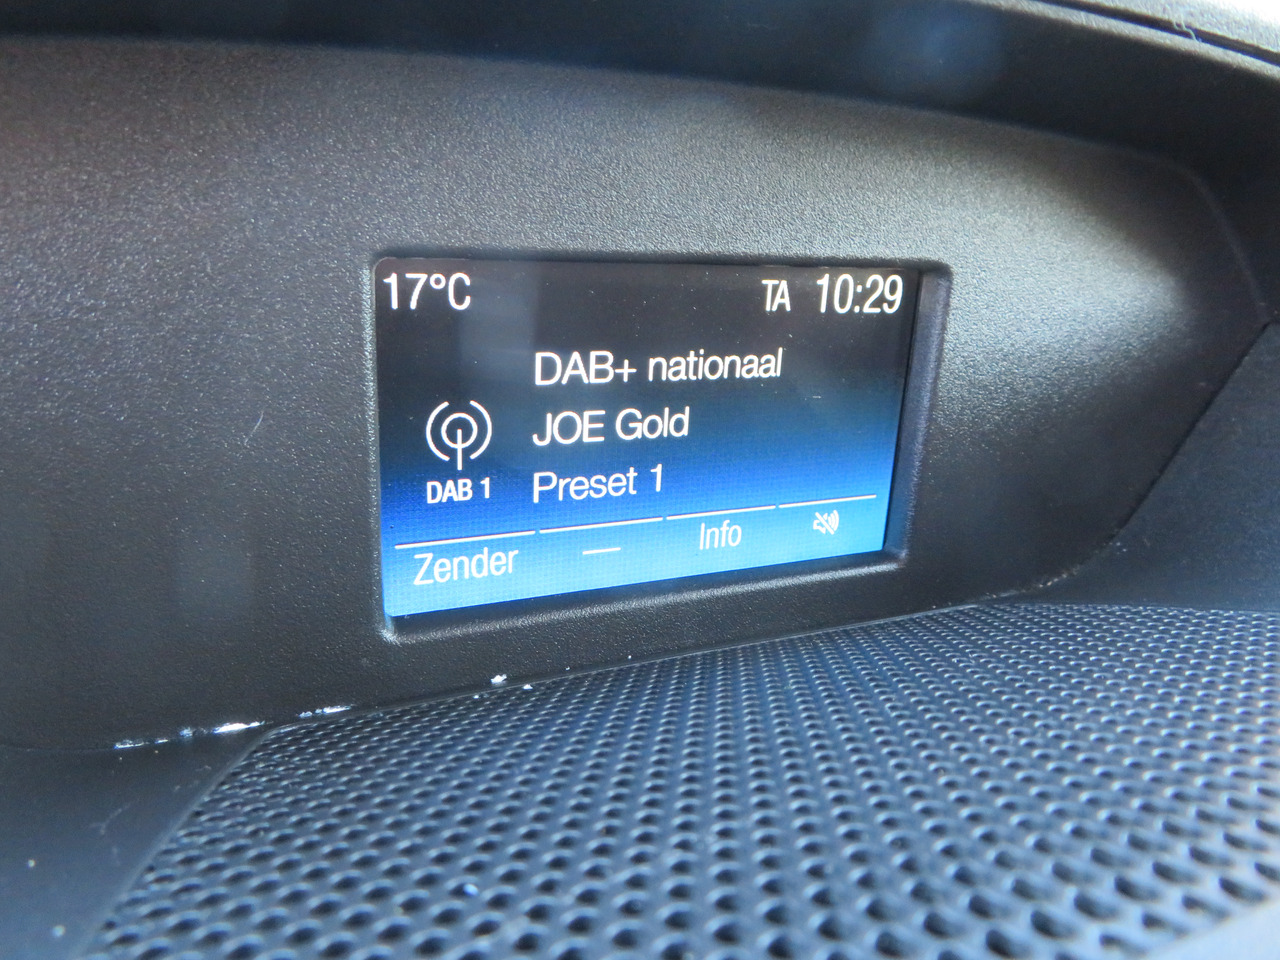 17°C TA 10:29
DAB+ nationaal
JOE Gold
DAB 1 Preset 1
Zender — Info